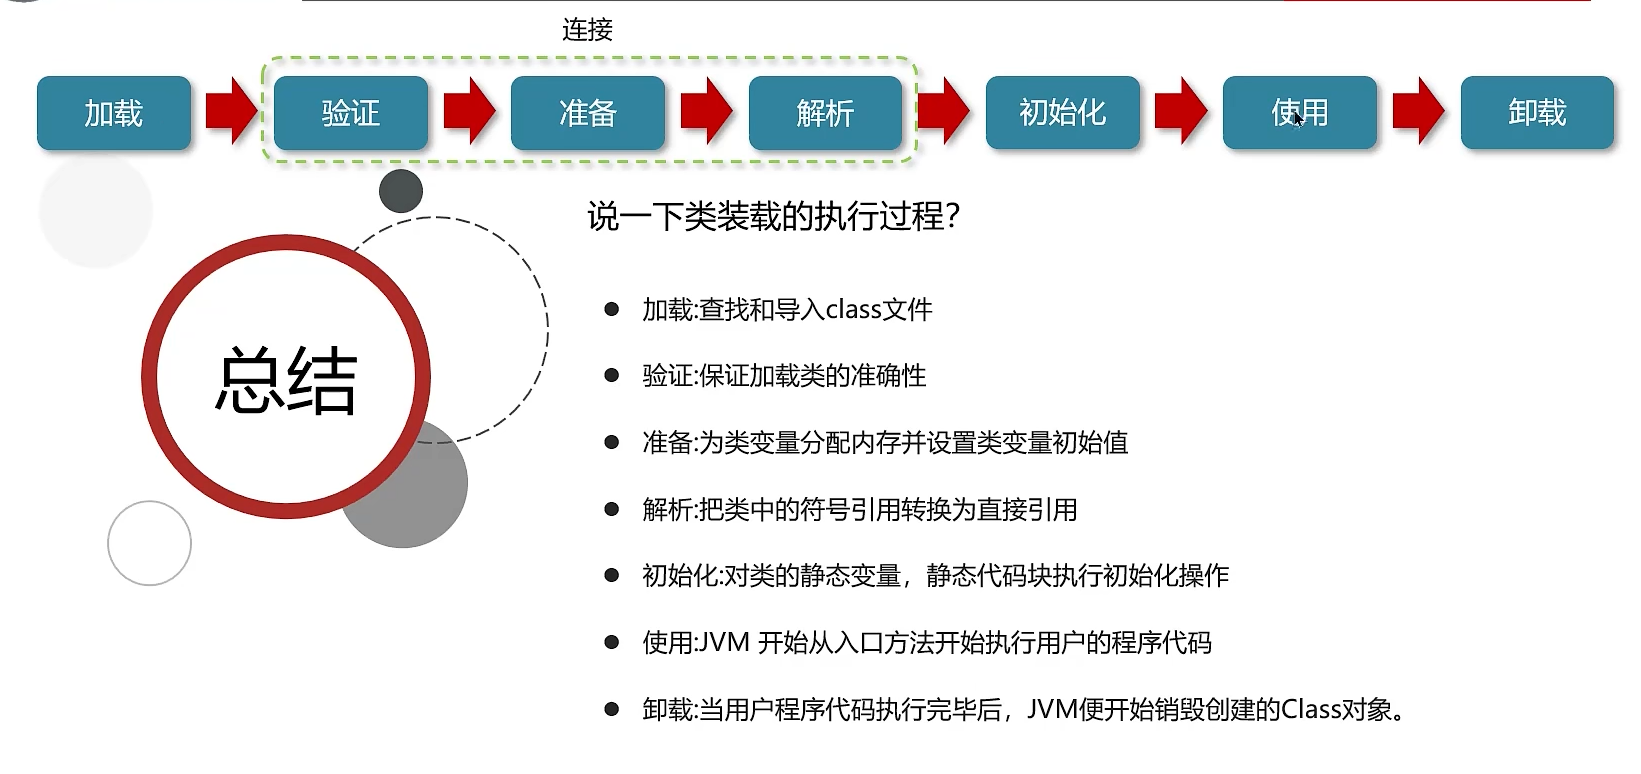 连接
加载
验证
准备
解析
初始化
使用
卸载
说一下类装载的执行过程？
总结
加载:查找和导入class文件
验证:保证加载类的准确性
准备:为类变量分配内存并设置类变量初始值
解析:把类中的符号引用转换为直接引用
初始化:对类的静态变量，静态代码块执行初始化操作
使用:JVM 开始从入口方法开始执行用户的程序代码
卸载:当用户程序代码执行完毕后，JVM便开始销毁创建的Class对象。